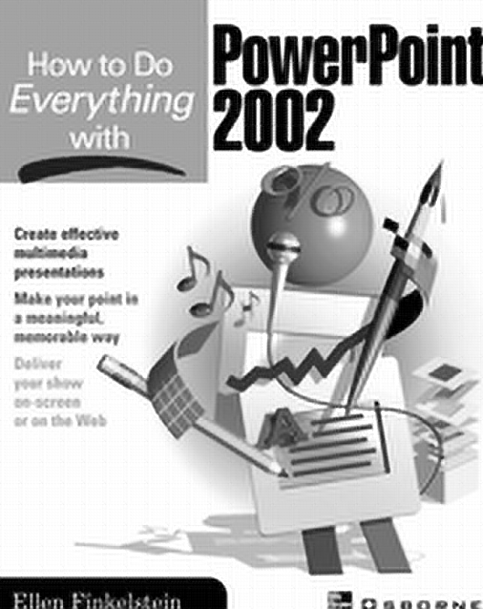 How to Do
Everything
with
PowerPoint
2002
Create effective
multimedia
presentations
Make your point in
a meaningful,
memorable way
Deliver
your show
on-screen
or on the Web
A
Ellen Finkelstein
OSBORNE